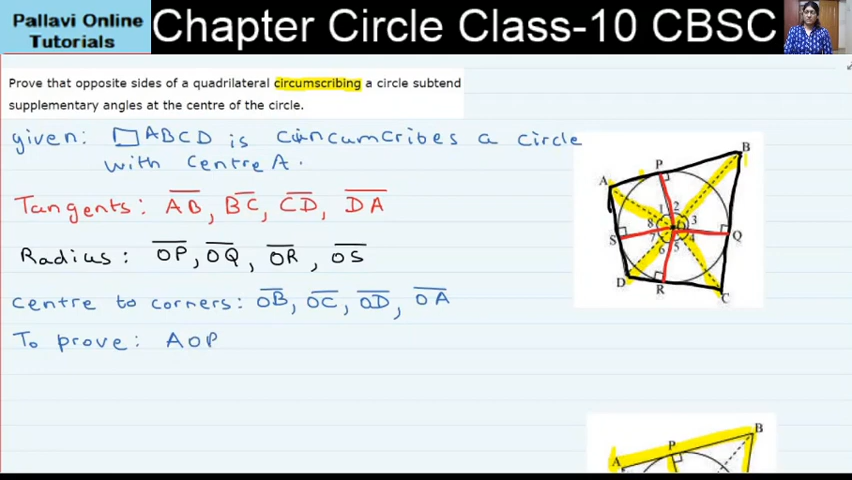 Pallavi Online
Tutorials
Chapter Circle Class-10 CBSC
Prove that opposite sides of a quadrilateral circumscribing a circle subtend
supplementary angles at the centre of the circle.
given: □ABCD is cincumcribes a circle
with centre A.
Tangents: AB, BC, CD, DA
Radius: OP, OQ, OR, OS
centre to corners: OB, OC, OD, OA
To prove: AOP
B
P
A
1 2
8 O 3
S 7 4 Q
6 5
D
R
C
B
P
A